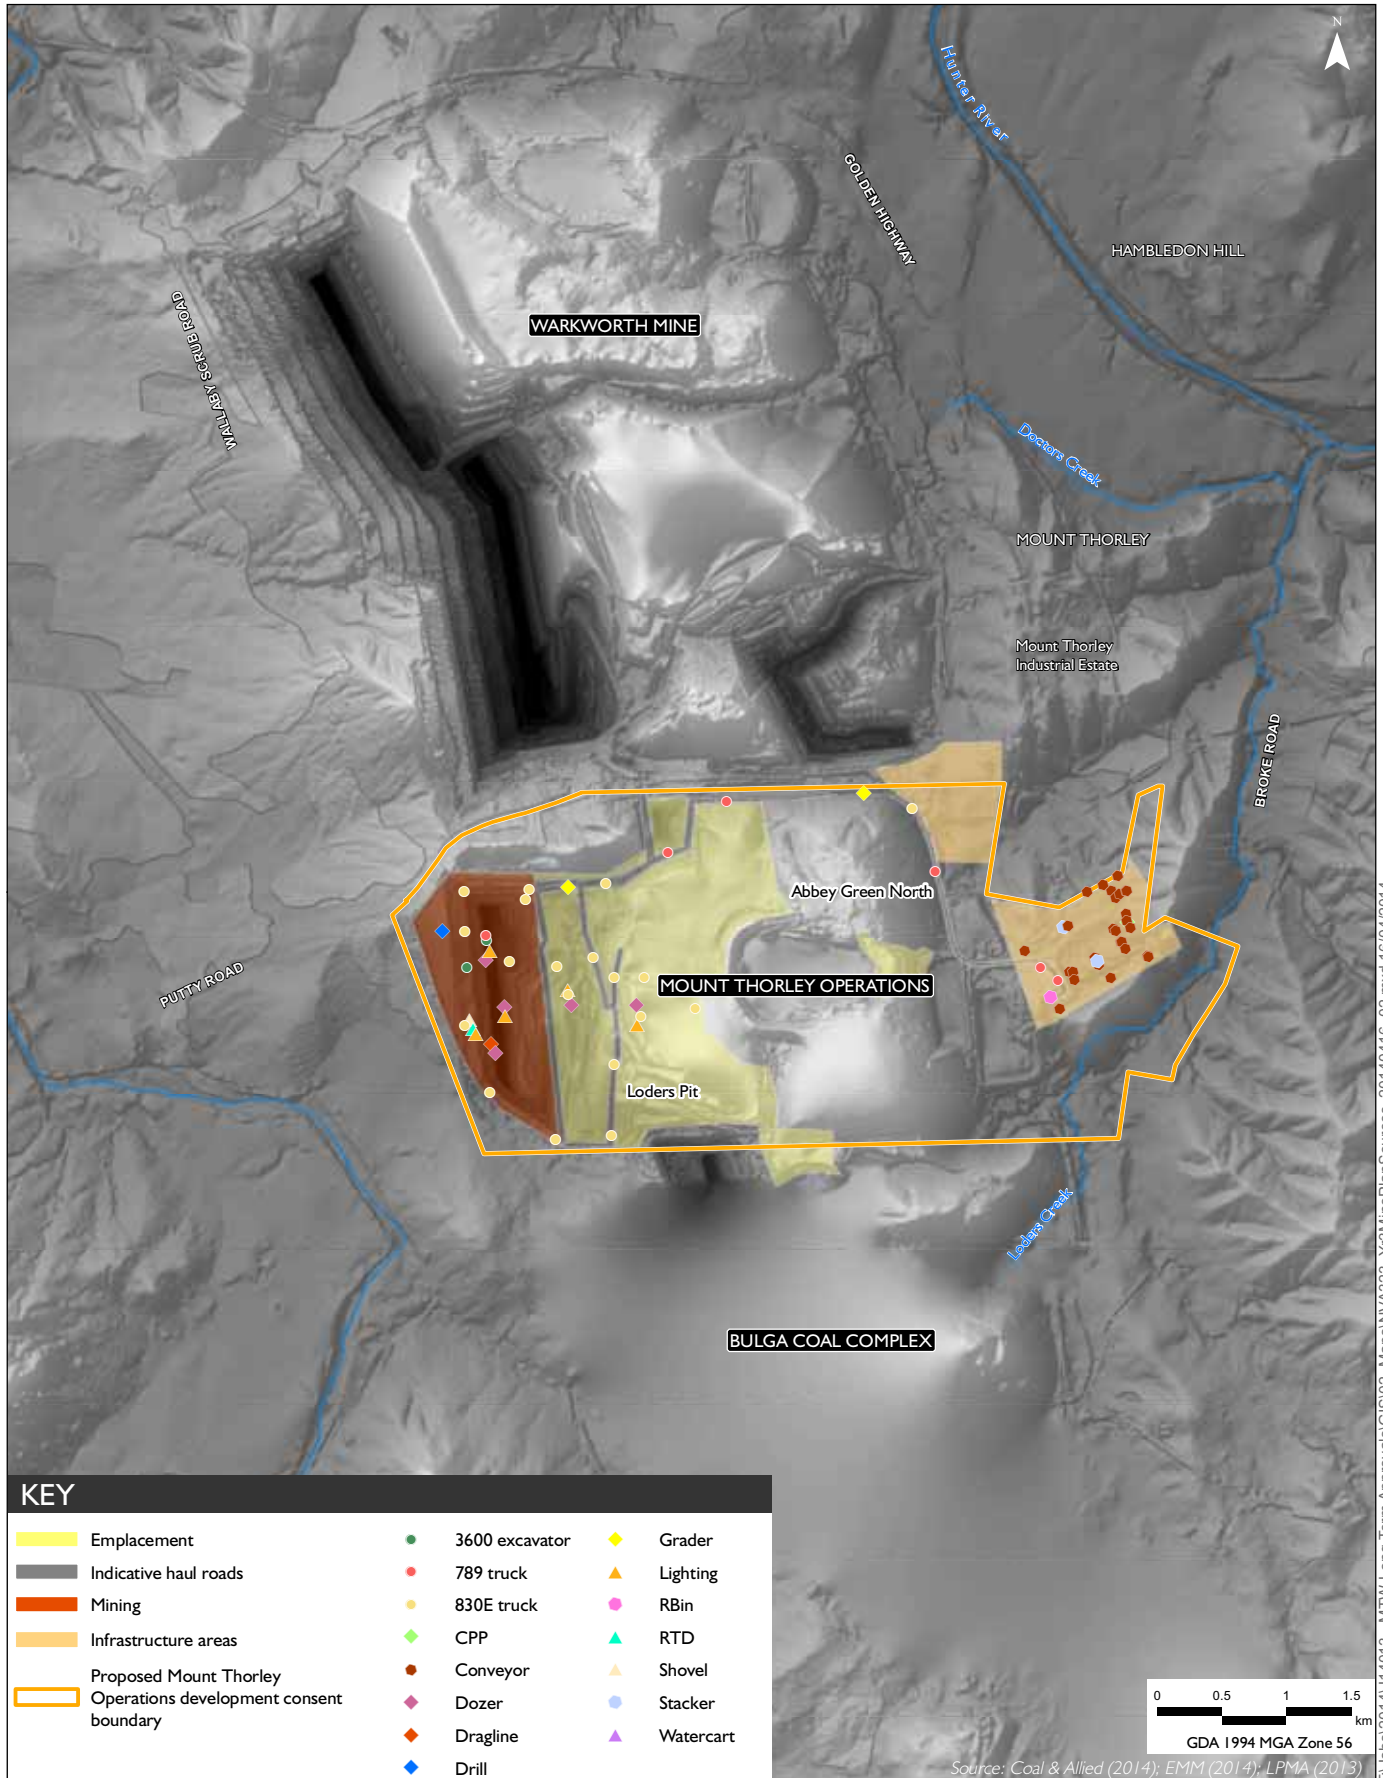 N
Hunter River
GOLDEN HIGHWAY
HAMBLEDON HILL
WALLABY SCRUB ROAD
WARKWORTH MINE
Doctors Creek
MOUNT THORLEY
Mount Thorley
Industrial Estate
BROKE ROAD
Abbey Green North
PUTTY ROAD
MOUNT THORLEY OPERATIONS
Loders Pit
Loders Creek
BULGA COAL COMPLEX
KEY
Emplacement
Indicative haul roads
Mining
Infrastructure areas
Proposed Mount Thorley
Operations development consent
boundary
3600 excavator
789 truck
830E truck
CPP
Conveyor
Dozer
Dragline
Drill
Grader
Lighting
RBin
RTD
Shovel
Stacker
Watercart
0 0.5 1 1.5
km
GDA 1994 MGA Zone 56
Source: Coal & Allied (2014); EMM (2014); LPMA (2013)